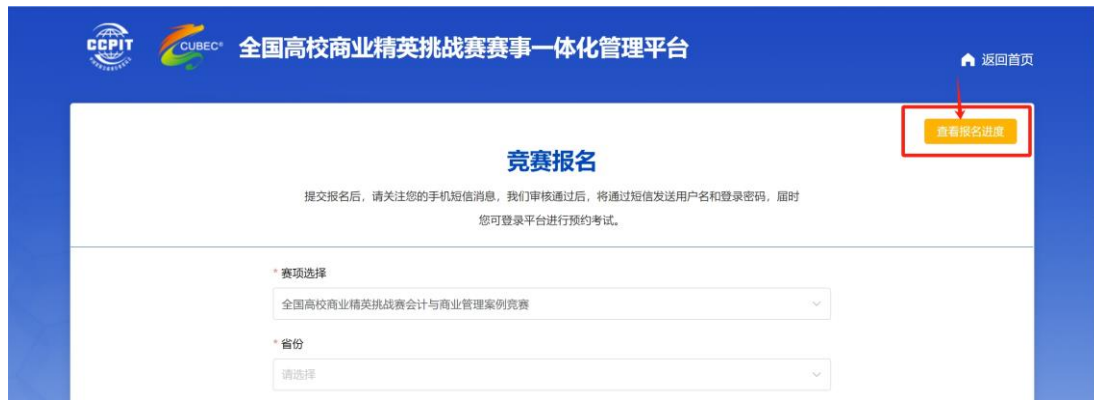 CCPIT
CUBEC®
全国高校商业精英挑战赛赛事一体化管理平台
返回首页
查看报名进度
竞赛报名
提交报名后，请关注您的手机短信消息，我们审核通过后，将通过短信发送用户名和登录密码，届时
您可登录平台进行预约考试。
* 赛项选择
全国高校商业精英挑战赛会计与商业管理案例竞赛
* 省份
请选择